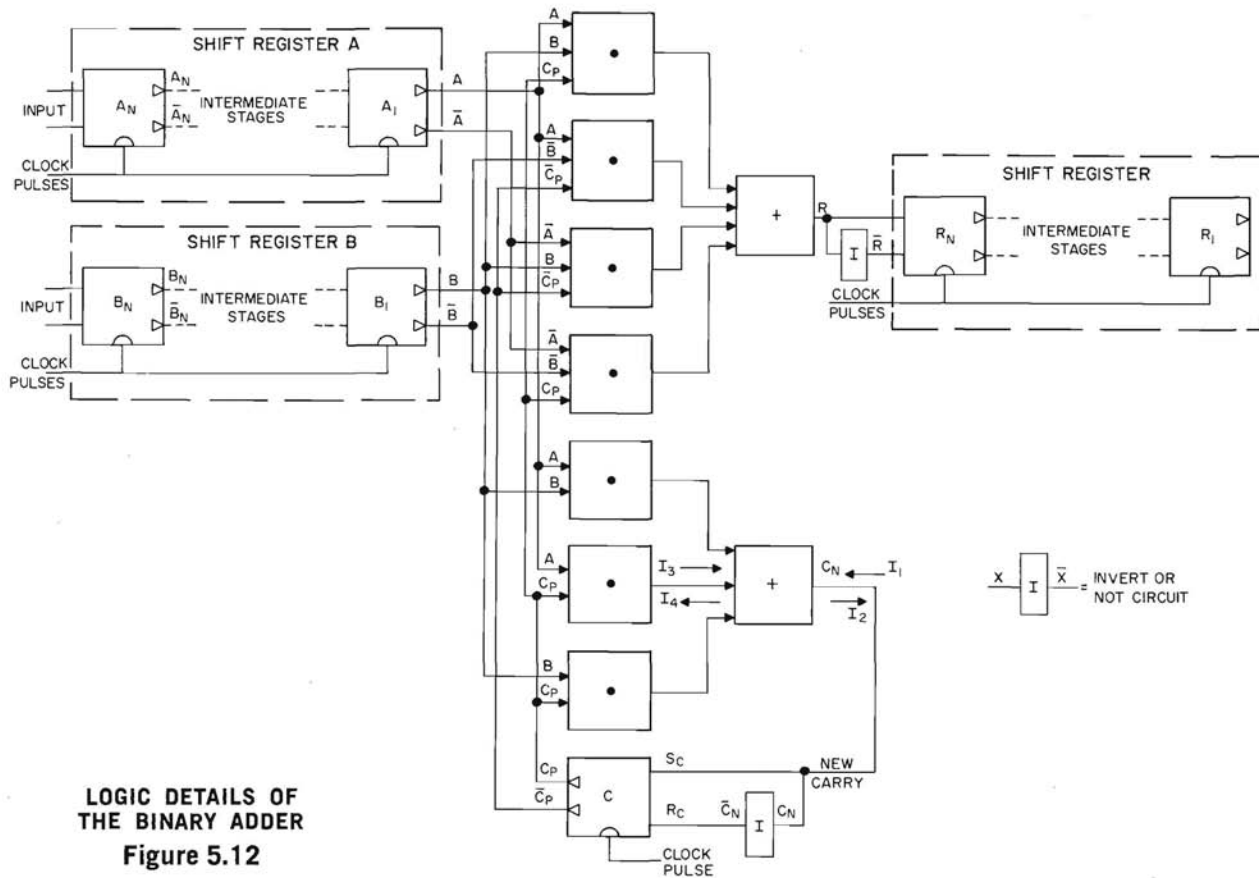 SHIFT REGISTER A
INPUT
CLOCK
PULSES
A_N
A_N
Ā_N
INTERMEDIATE
STAGES
A_1
A
Ā
SHIFT REGISTER B
INPUT
CLOCK
PULSES
B_N
B_N
B̄_N
INTERMEDIATE
STAGES
B_1
B
B̄
A
B
C_P
•
A
B̄
C̄_P
•
Ā
B
C̄_P
•
Ā
B̄
C_P
•
+
R
I
R̄
SHIFT REGISTER
R_N
INTERMEDIATE
STAGES
R_1
CLOCK
PULSES
A
B
•
A
C_P
•
I_3
I_4
B
C_P
•
+
C_N
I_1
I_2
X I X̄ = INVERT OR
NOT CIRCUIT
C_P
C̄_P
C
S_C
R_C
C̄_N
I
C_N
NEW
CARRY
CLOCK
PULSE
LOGIC DETAILS OF
THE BINARY ADDER
Figure 5.12